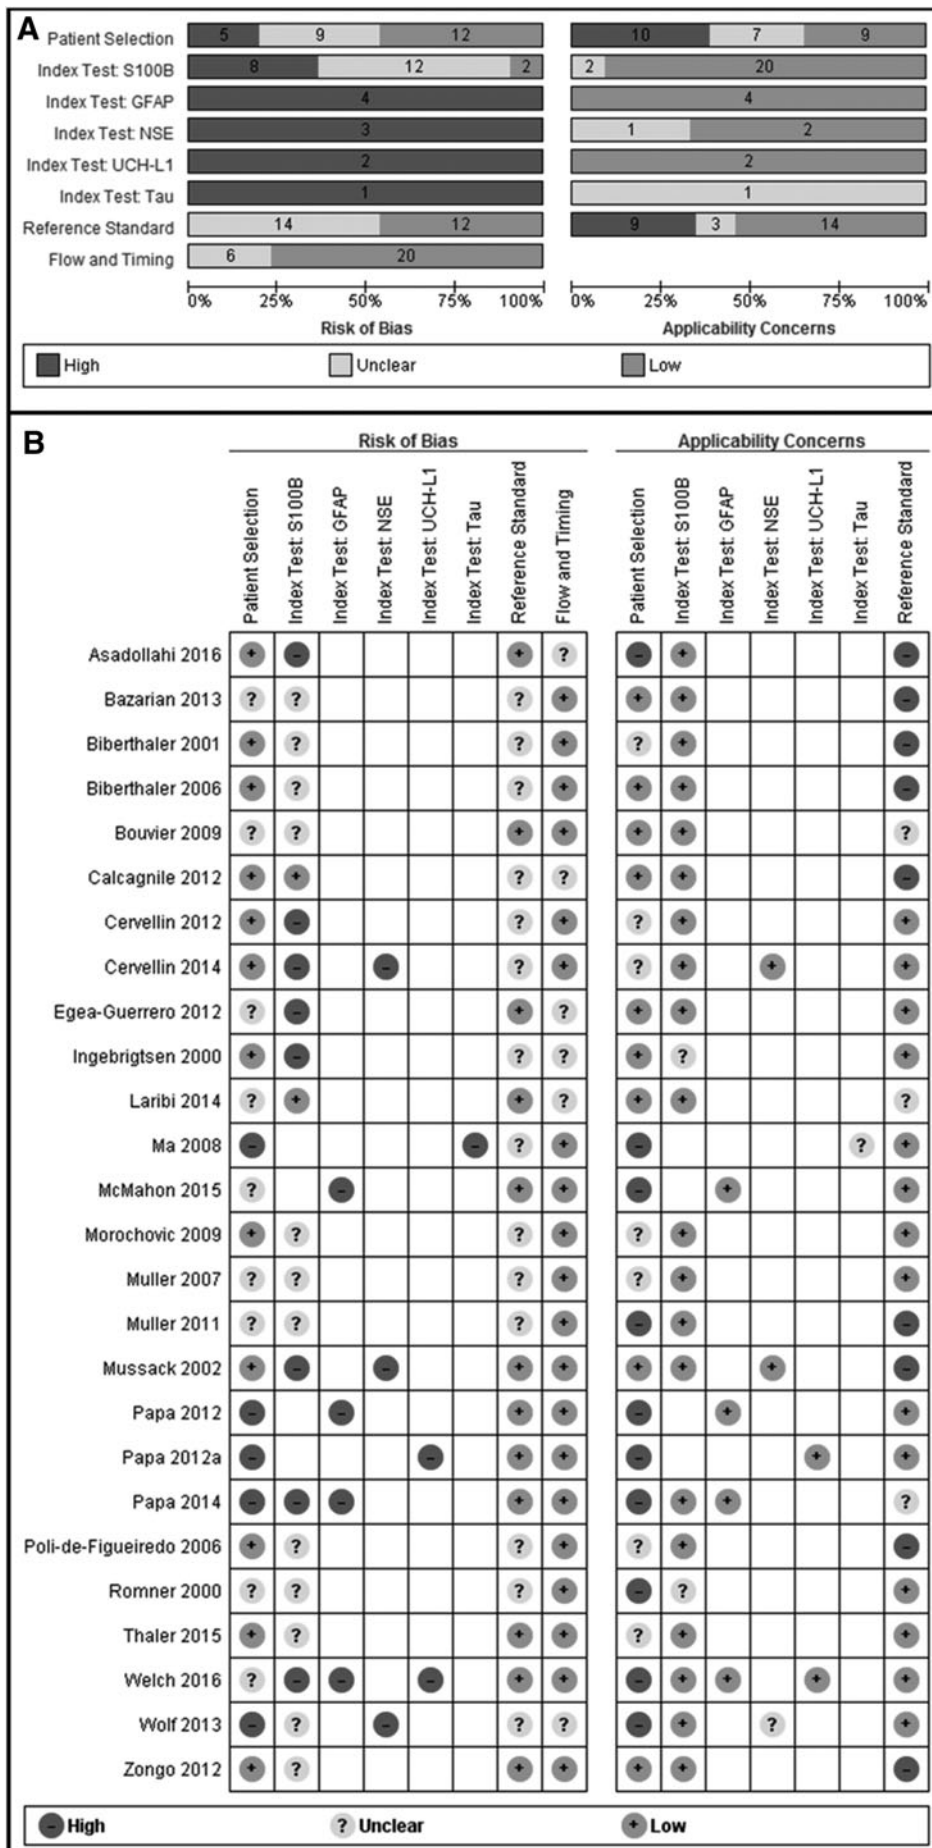 A
Patient Selection 5 9 12 10 7 9
Index Test: S100B 8 12 2 2 20
Index Test: GFAP 4 4
Index Test: NSE 3 1 2
Index Test: UCH-L1 2 2
Index Test: Tau 1 1
Reference Standard 14 12 9 3 14
Flow and Timing 6 20
0% 25% 50% 75% 100% 0% 25% 50% 75% 100%
Risk of Bias Applicability Concerns
High Unclear Low
B
Risk of Bias Applicability Concerns
Patient Selection
Index Test: S100B
Index Test: GFAP
Index Test: NSE
Index Test: UCH-L1
Index Test: Tau
Reference Standard
Flow and Timing
Patient Selection
Index Test: S100B
Index Test: GFAP
Index Test: NSE
Index Test: UCH-L1
Index Test: Tau
Reference Standard
Asadollahi 2016 + − + ? − + −
Bazarian 2013 ? ? ? + + + −
Biberthaler 2001 + ? ? + ? + −
Biberthaler 2006 + ? ? + + + −
Bouvier 2009 ? ? + + + + ?
Calcagnile 2012 + + ? ? + + −
Cervellin 2012 + − ? + ? + +
Cervellin 2014 + − − ? + ? + + +
Egea-Guerrero 2012 ? − + ? + + +
Ingebrigtsen 2000 + − ? ? + ? +
Laribi 2014 ? + + ? + + ?
Ma 2008 − − ? + − ? +
McMahon 2015 ? − + + − + +
Morochovic 2009 + ? ? + ? + +
Muller 2007 ? ? ? + ? + +
Muller 2011 ? ? ? + − + −
Mussack 2002 + − − + + + + + −
Papa 2012 − − + + − + +
Papa 2012a − − + + − + +
Papa 2014 − − − + + − + + ?
Poli-de-Figueiredo 2006 + ? ? + ? + −
Romner 2000 ? ? ? + − ? +
Thaler 2015 + ? + + ? + +
Welch 2016 ? − − − + + − + + + +
Wolf 2013 − ? − ? ? − + ? +
Zongo 2012 + ? + + + + −
− High ? Unclear + Low